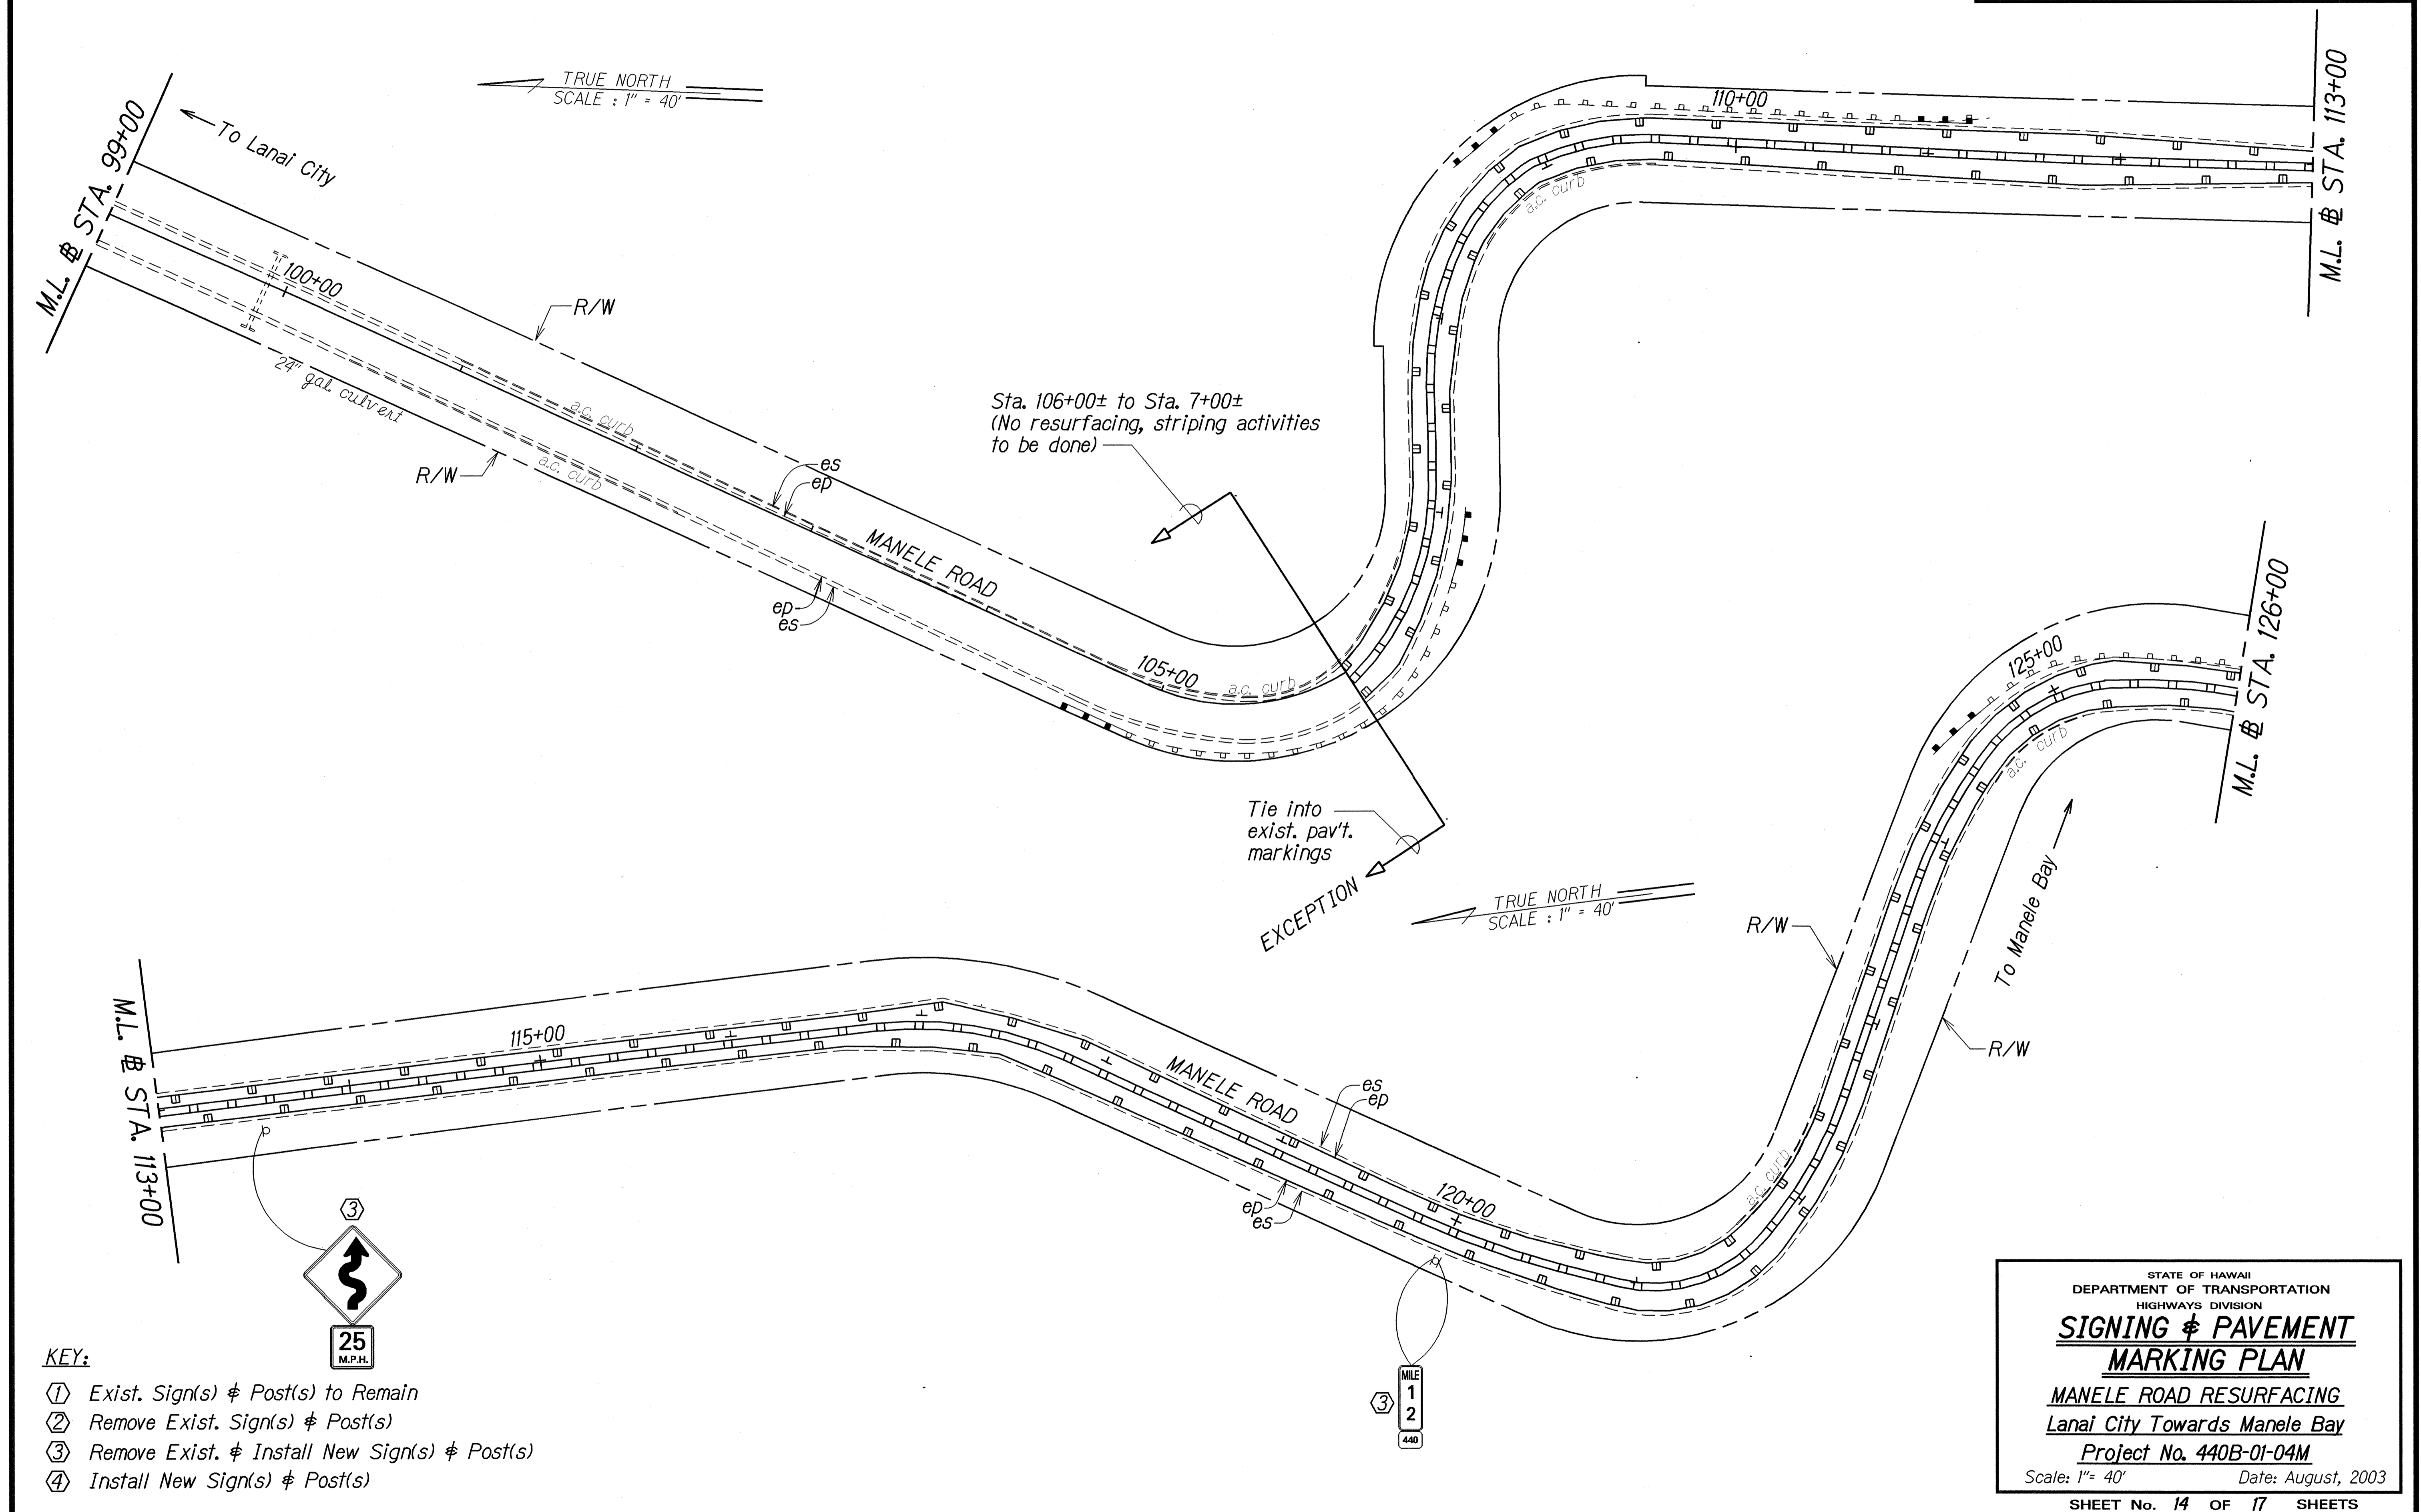 TRUE NORTH
SCALE : 1" = 40'
M.L. B STA. 99+00
To Lanai City
100+00
R/W
24" gal. culvert
a.c. curb
a.c. curb
R/W
es
ep
MANELE ROAD
ep
es
105+00
a.c. curb
Sta. 106+00± to Sta. 7+00±
(No resurfacing, striping activities
to be done)
Tie into
exist. pav't.
markings
EXCEPTION
a.c. curb
110+00
M.L. B STA. 113+00
TRUE NORTH
SCALE : 1" = 40'
M.L. B STA. 113+00
115+00
MANELE ROAD
es
ep
ep
es
120+00
a.c. curb
R/W
R/W
To Manele Bay
a.c. curb
125+00
M.L. B STA. 126+00
3
25
M.P.H.
3
MILE
1
2
440
KEY:
1 Exist. Sign(s) & Post(s) to Remain
2 Remove Exist. Sign(s) & Post(s)
3 Remove Exist. & Install New Sign(s) & Post(s)
4 Install New Sign(s) & Post(s)
STATE OF HAWAII
DEPARTMENT OF TRANSPORTATION
HIGHWAYS DIVISION
SIGNING & PAVEMENT
MARKING PLAN
MANELE ROAD RESURFACING
Lanai City Towards Manele Bay
Project No. 440B-01-04M
Scale: 1"= 40' Date: August, 2003
SHEET No. 14 OF 17 SHEETS